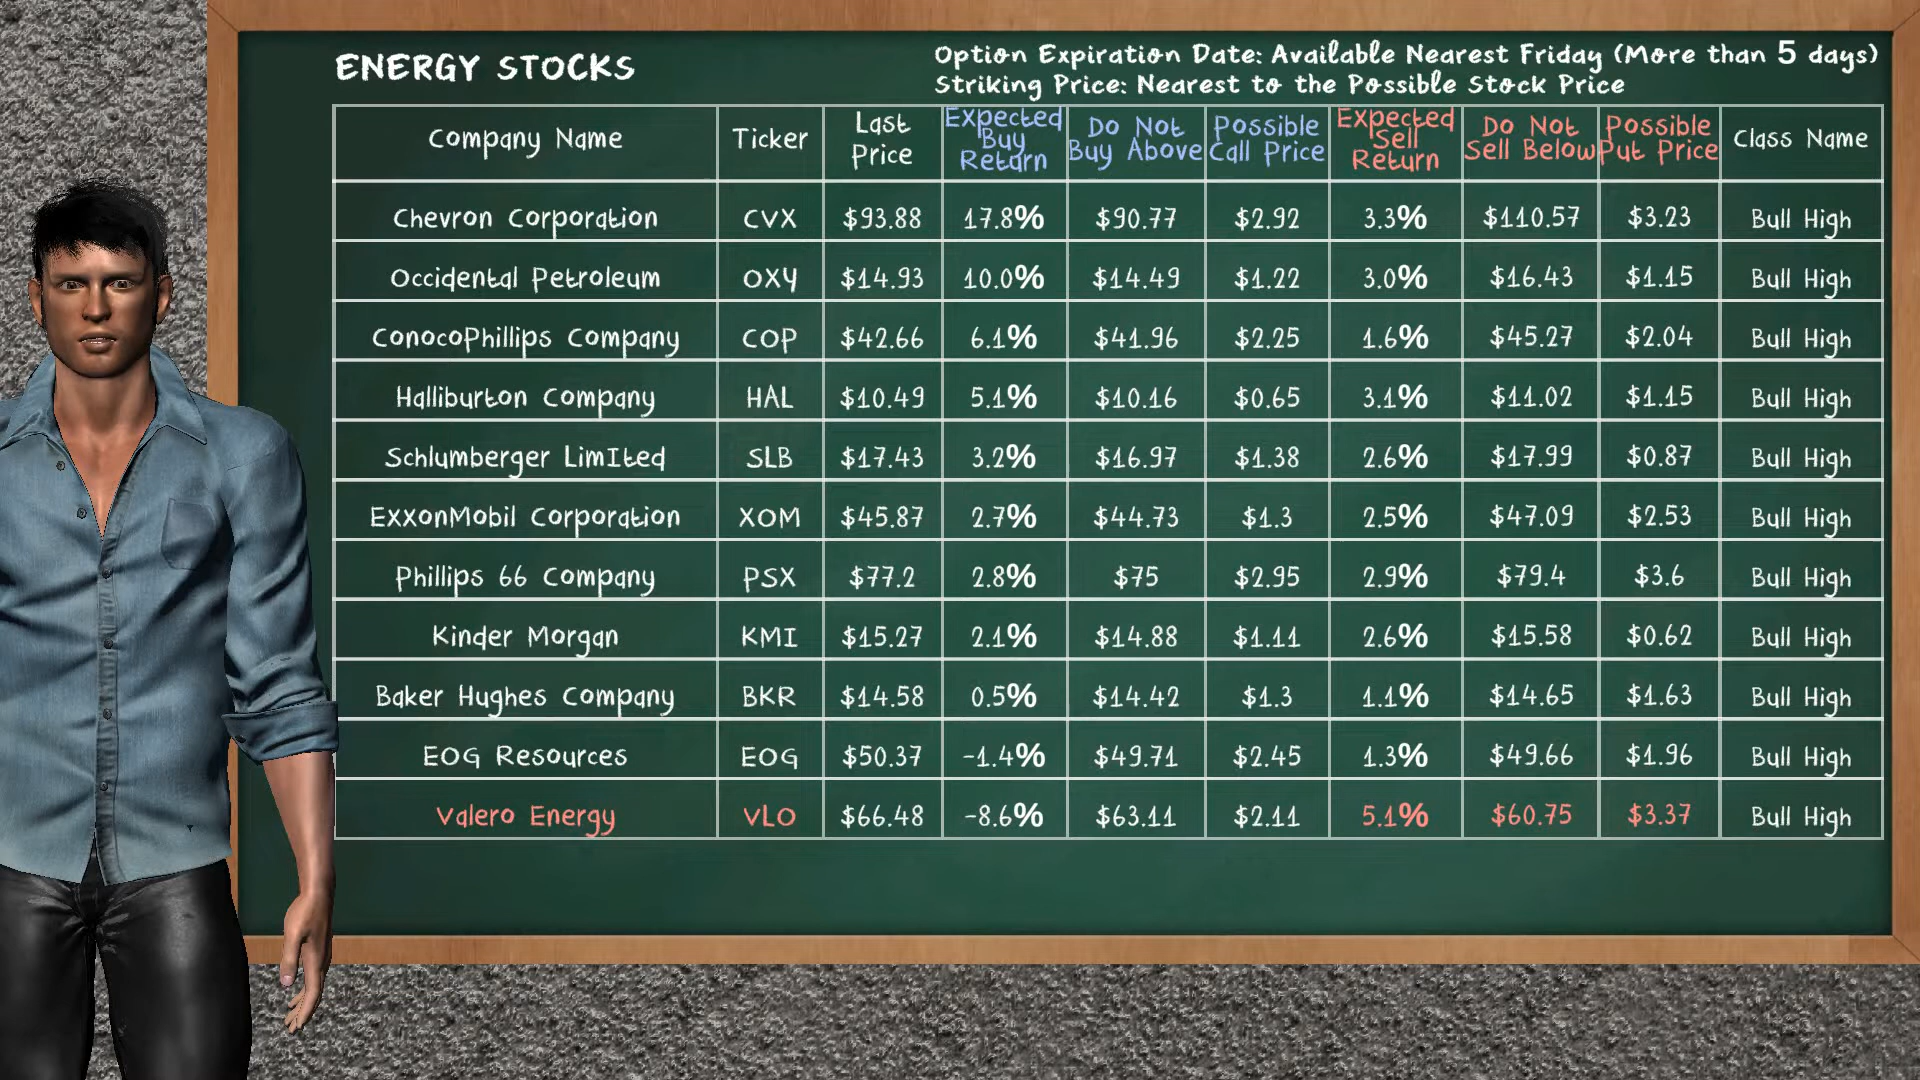 ENERGY STOCKS
Option Expiration Date: Available Nearest Friday (More than 5 days)
Striking Price: Nearest to the Possible Stock Price
Company Name Ticker Last Price Expected Buy Return Do Not Buy Above Possible Call Price Expected Sell Return Do Not Sell Below Possible Put Price Class Name
Chevron Corporation CVX $93.88 17.8% $90.77 $2.92 3.3% $110.57 $3.23 Bull High
Occidental Petroleum OXY $14.93 10.0% $14.49 $1.22 3.0% $16.43 $1.15 Bull High
ConocoPhillips Company COP $42.66 6.1% $41.96 $2.25 1.6% $45.27 $2.04 Bull High
Halliburton Company HAL $10.49 5.1% $10.16 $0.65 3.1% $11.02 $1.15 Bull High
Schlumberger LimIted SLB $17.43 3.2% $16.97 $1.38 2.6% $17.99 $0.87 Bull High
ExxonMobil Corporation XOM $45.87 2.7% $44.73 $1.3 2.5% $47.09 $2.53 Bull High
Phillips 66 Company PSX $77.2 2.8% $75 $2.95 2.9% $79.4 $3.6 Bull High
Kinder Morgan KMI $15.27 2.1% $14.88 $1.11 2.6% $15.58 $0.62 Bull High
Baker Hughes Company BKR $14.58 0.5% $14.42 $1.3 1.1% $14.65 $1.63 Bull High
EOG Resources EOG $50.37 -1.4% $49.71 $2.45 1.3% $49.66 $1.96 Bull High
Valero Energy VLO $66.48 -8.6% $63.11 $2.11 5.1% $60.75 $3.37 Bull High